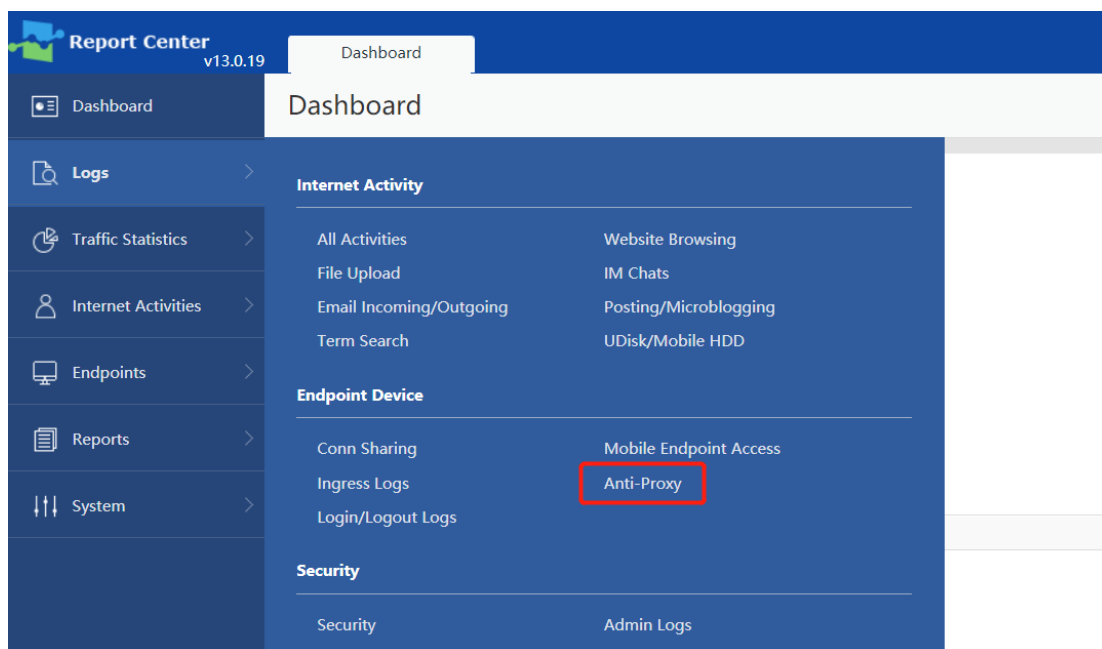 Report Center
v13.0.19
Dashboard
Dashboard
Logs
Traffic Statistics
Internet Activities
Endpoints
Reports
System
Dashboard
Internet Activity
All Activities
Website Browsing
File Upload
IM Chats
Email Incoming/Outgoing
Posting/Microblogging
Term Search
UDisk/Mobile HDD
Endpoint Device
Conn Sharing
Mobile Endpoint Access
Ingress Logs
Anti-Proxy
Login/Logout Logs
Security
Security
Admin Logs